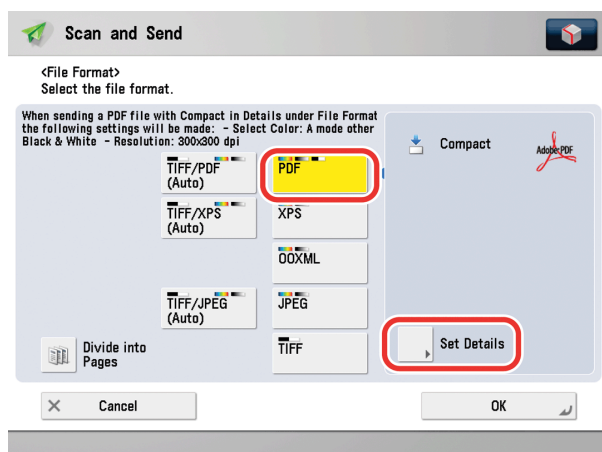 Scan and Send
<File Format>
Select the file format.
When sending a PDF file with Compact in Details under File Format
the following settings will be made: - Select Color: A mode other
Black & White - Resolution: 300x300 dpi
Compact
Adobe PDF
TIFF/PDF
(Auto)
PDF
TIFF/XPS
(Auto)
XPS
OOXML
TIFF/JPEG
(Auto)
JPEG
Divide into
Pages
TIFF
Set Details
Cancel
OK